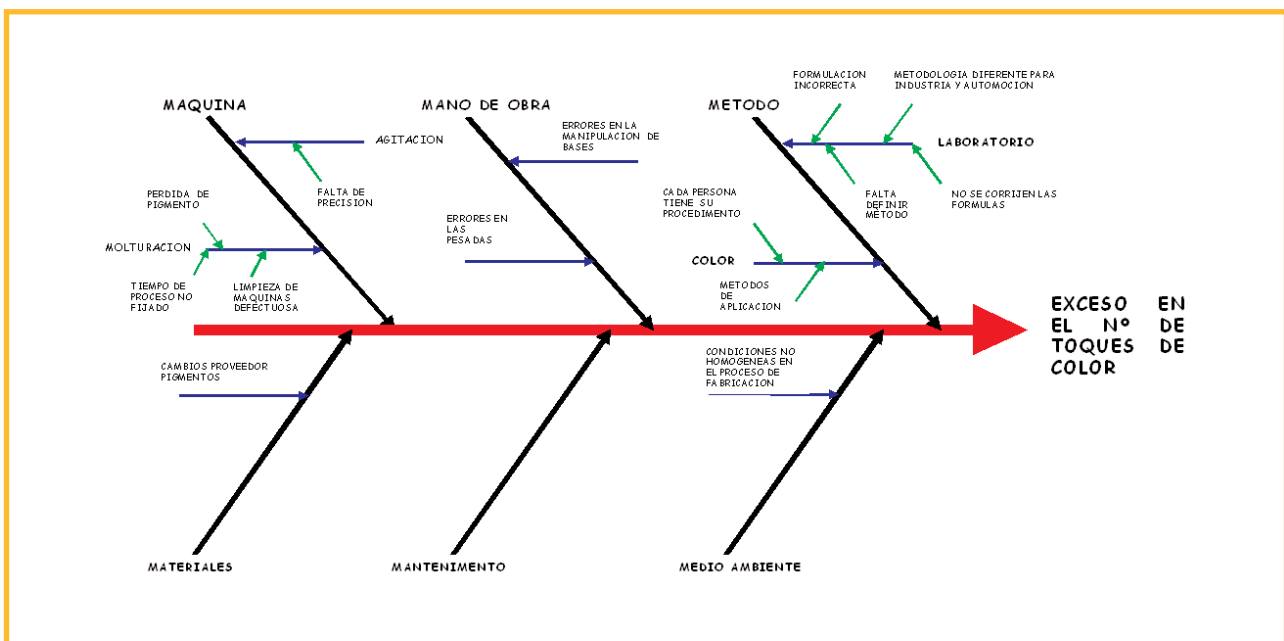 FORMULACION
INCORRECTA
METODOLOGIA DIFERENTE PARA
INDUSTRIA Y AUTOMOCION
MAQUINA
MANO DE OBRA
METODO
AGITACION
ERRORES EN LA
MANIPULACION DE
BASES
LABORATORIO
PERDIDA DE
PIGMENTO
FALTA DE
PRECISION
CADA PERSONA
TIENE SU
PROCEDIMENTO
FALTA
DEFINIR
MÉTODO
NO SE CORRIJEN LAS
FORMULAS
ERRORES EN
LAS
PESADAS
MOLTURACION
COLOR
TIEMPO DE
PROCESO NO
FIJADO
LIMPIEZA DE
MAQUINAS
DEFECTUOSA
METODOS
DE
APLICACION
EXCESO EN
EL Nº DE
TOQUES DE
COLOR
CAMBIOS PROVEEDOR
PIGMENTOS
CONDICIONES NO
HOMOGENEAS EN
EL PROCESO DE
FABRICACION
MATERIALES
MANTENIMENTO
MEDIO AMBIENTE